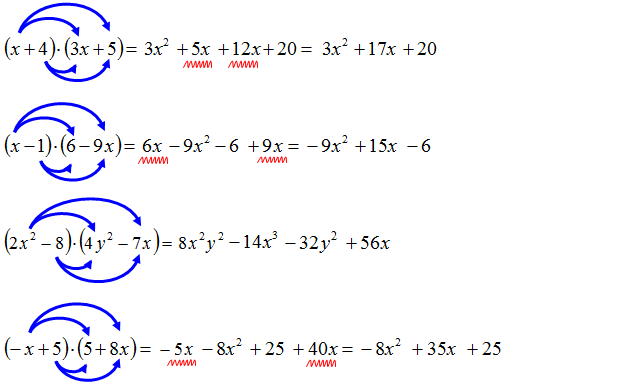 (x+4)·(3x+5)= 3x² +5x +12x+20= 3x² +17x +20
(x−1)·(6−9x)= 6x −9x² −6 +9x= −9x² +15x −6
(2x² −8)·(4y² −7x)= 8x²y² −14x³ −32y² +56x
(−x+5)·(5+8x)= −5x −8x² +25 +40x= −8x² +35x +25